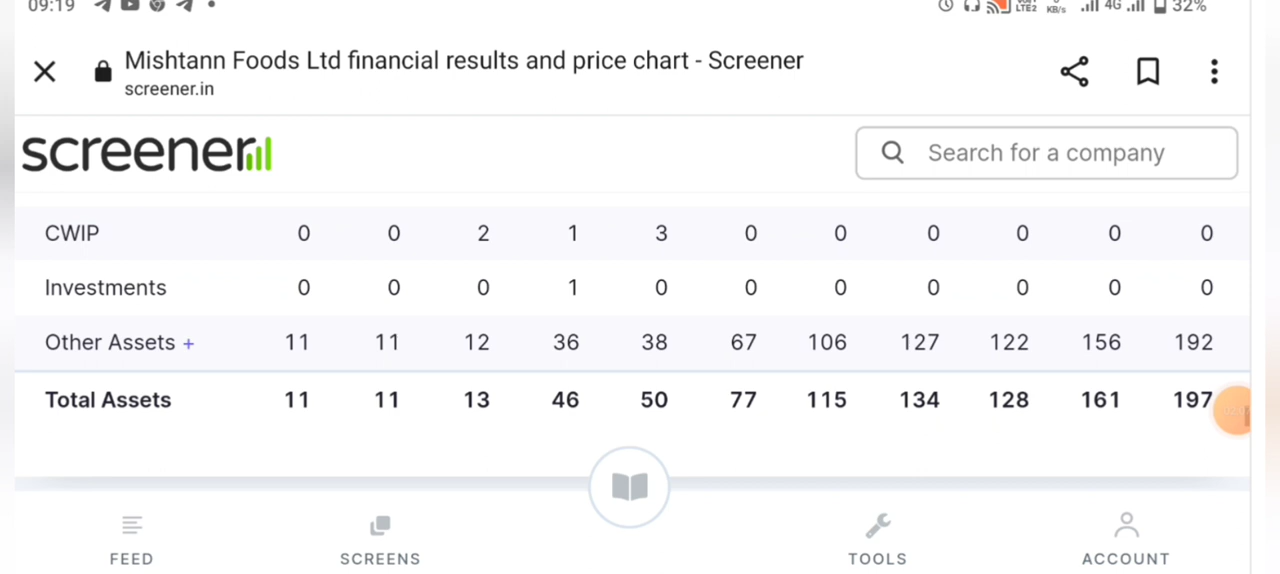 09:19 LTE2 KB/s 4G 32%
Mishtann Foods Ltd financial results and price chart - Screener
screener.in
screener Search for a company
CWIP 0 0 2 1 3 0 0 0 0 0 0
Investments 0 0 0 1 0 0 0 0 0 0 0
Other Assets + 11 11 12 36 38 67 106 127 122 156 192
Total Assets 11 11 13 46 50 77 115 134 128 161 197
FEED SCREENS TOOLS ACCOUNT